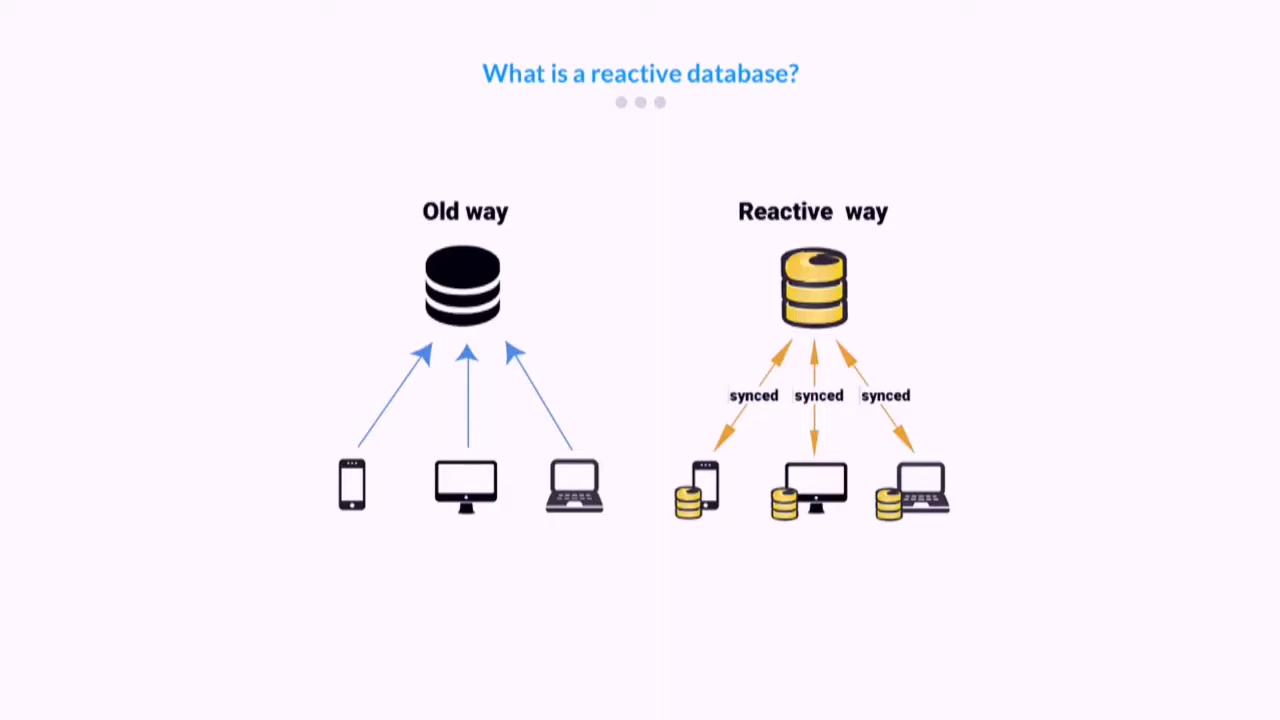 What is a reactive database?
Old way
Reactive way
synced synced synced